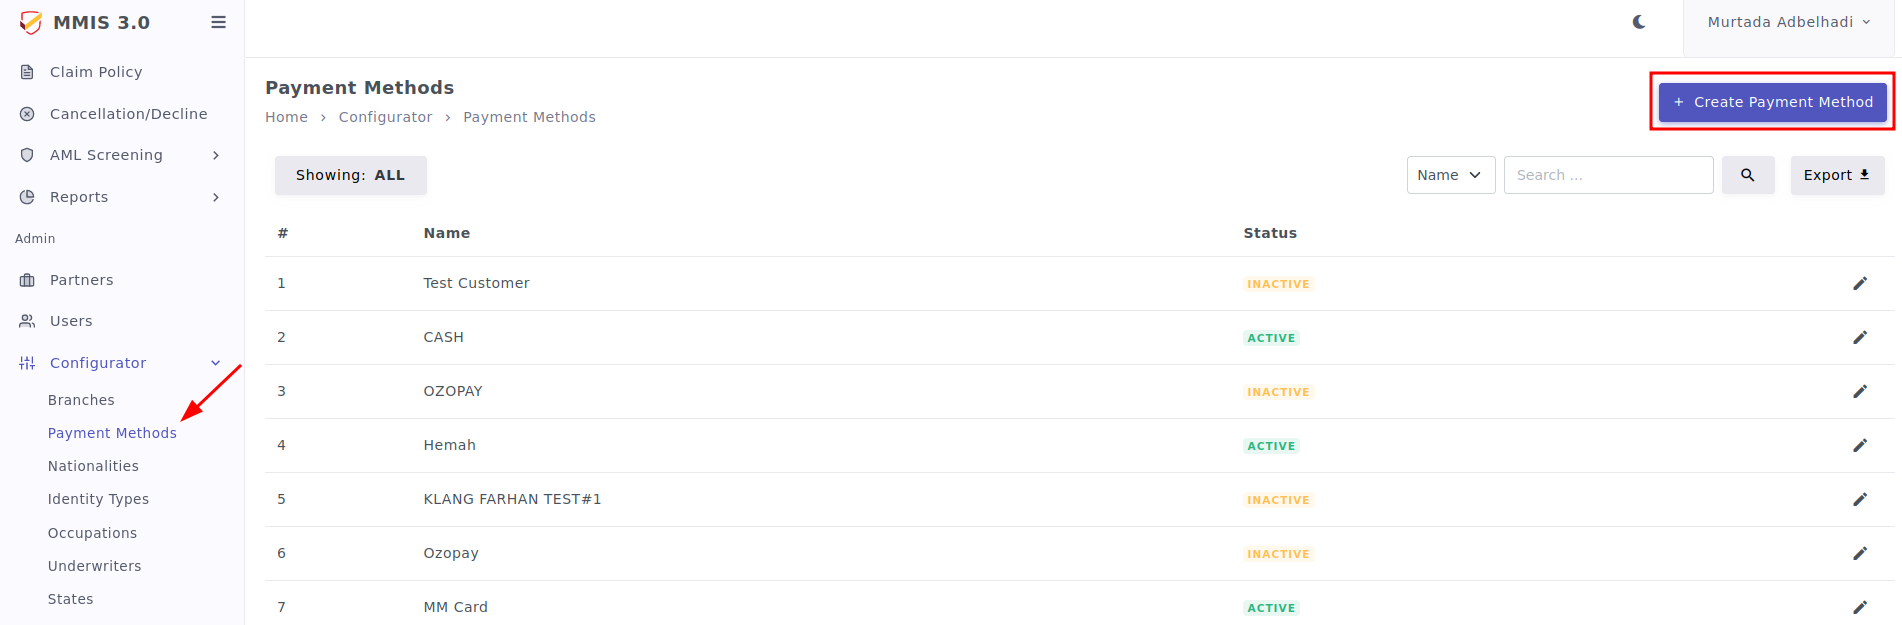 MMIS 3.0
Murtada Adbelhadi
Claim Policy
Cancellation/Decline
AML Screening
Reports
Admin
Partners
Users
Configurator
Branches
Payment Methods
Nationalities
Identity Types
Occupations
Underwriters
States
Payment Methods
Home > Configurator > Payment Methods
+ Create Payment Method
Showing: ALL
Name
Search ...
Export
# Name Status
1 Test Customer INACTIVE
2 CASH ACTIVE
3 OZOPAY INACTIVE
4 Hemah ACTIVE
5 KLANG FARHAN TEST#1 INACTIVE
6 Ozopay INACTIVE
7 MM Card ACTIVE